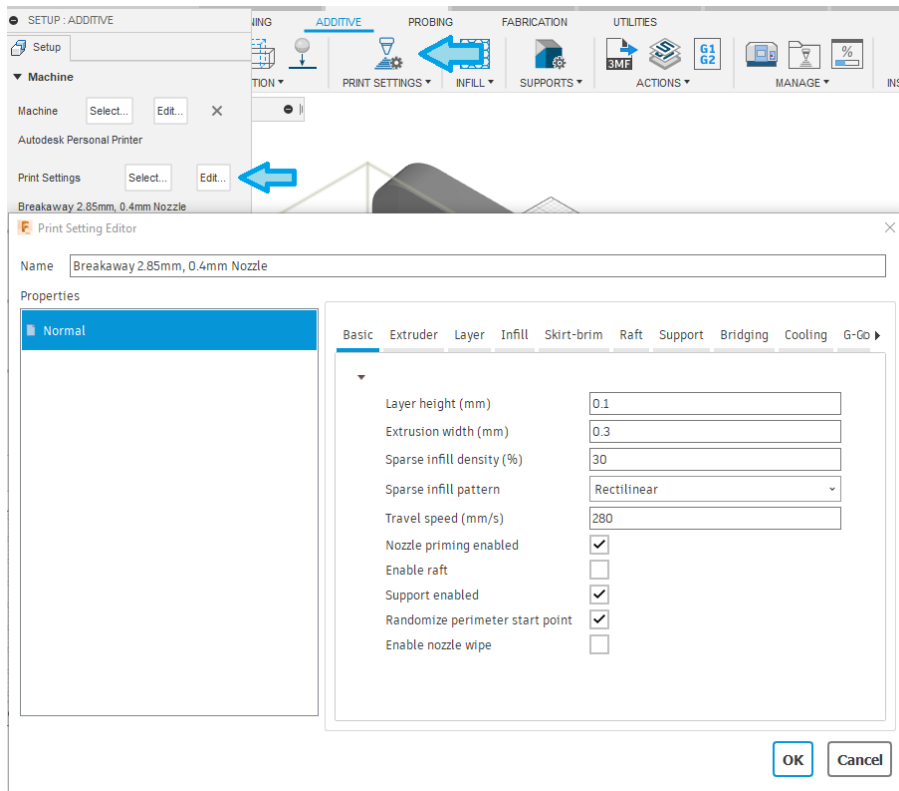 SETUP : ADDITIVE
NING ADDITIVE PROBING FABRICATION UTILITIES
Setup
Machine
3MF G1 G2 %
TION PRINT SETTINGS INFILL SUPPORTS ACTIONS MANAGE INS
Machine Select... Edit...
Autodesk Personal Printer
Print Settings Select... Edit...
Breakaway 2.85mm, 0.4mm Nozzle
F Print Setting Editor
Name Breakaway 2.85mm, 0.4mm Nozzle
Properties
Normal
Basic Extruder Layer Infill Skirt-brim Raft Support Bridging Cooling G-Go
Layer height (mm) 0.1
Extrusion width (mm) 0.3
Sparse infill density (%) 30
Sparse infill pattern Rectilinear
Travel speed (mm/s) 280
Nozzle priming enabled
Enable raft
Support enabled
Randomize perimeter start point
Enable nozzle wipe
OK Cancel